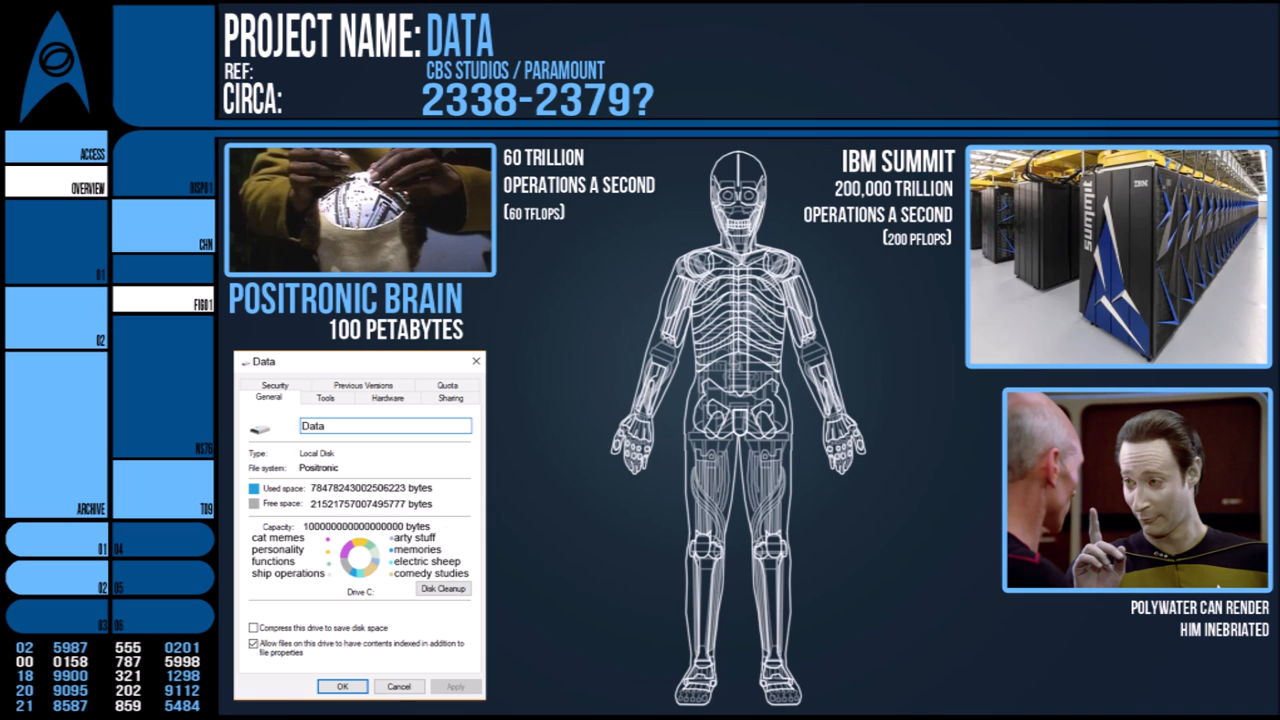 PROJECT NAME: DATA
REF: CBS STUDIOS / PARAMOUNT
CIRCA: 2338-2379?
ACCESS
OVERVIEW
01
02
ARCHIVE
01
02
03
DISP01
CHN
FIG01
NS76
T09
04
05
06
02 5987 555 0201
00 0158 787 5998
18 9900 321 1298
20 9095 202 9112
21 8587 859 5484
60 TRILLION
OPERATIONS A SECOND
(60 TFLOPS)
POSITRONIC BRAIN
100 PETABYTES
Data
Security Previous Versions Quota
General Tools Hardware Sharing
Data
Type: Local Disk
File system: Positronic
Used space: 78478243002506223 bytes
Free space: 21521757007495777 bytes
Capacity: 100000000000000000 bytes
cat memes arty stuff
personality memories
functions electric sheep
ship operations comedy studies
Drive C: Disk Cleanup
Compress this drive to save disk space
Allow files on this drive to have contents indexed in addition to
file properties
OK Cancel Apply
IBM SUMMIT
200,000 TRILLION
OPERATIONS A SECOND
(200 PFLOPS)
summit
IBM
POLYWATER CAN RENDER
HIM INEBRIATED